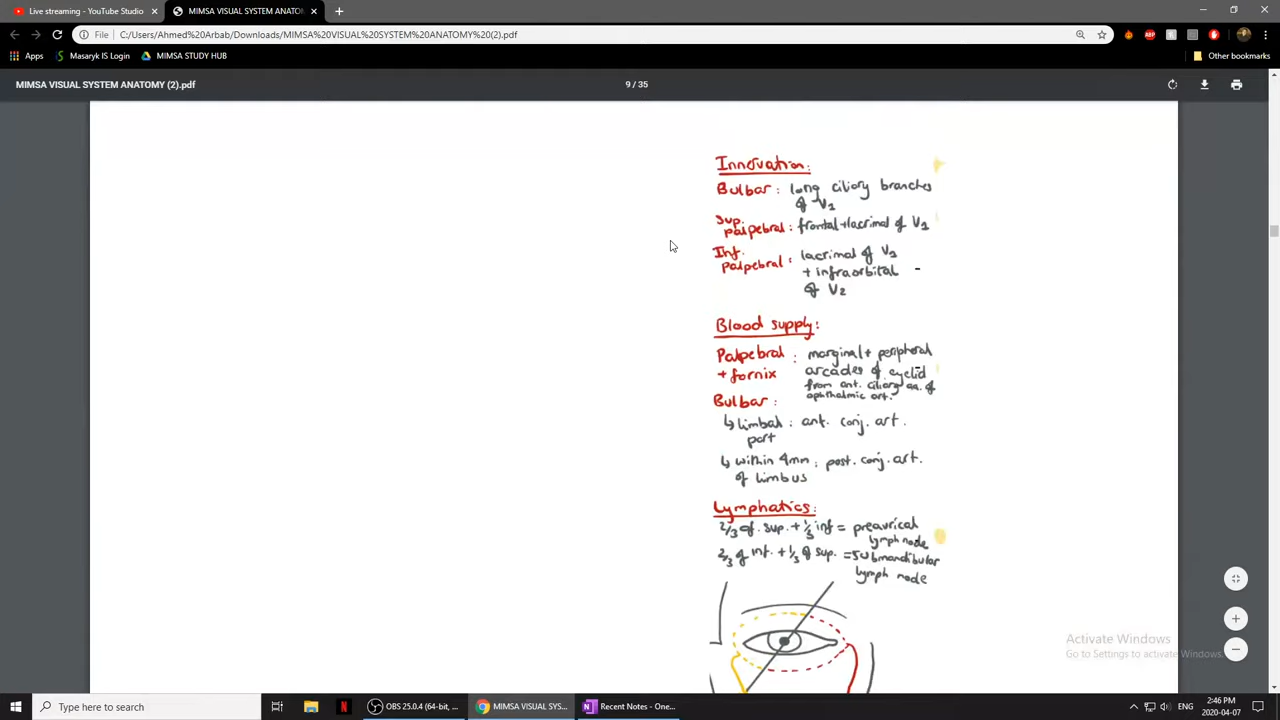 Live streaming - YouTube Studio
MIMSA VISUAL SYSTEM ANATOM
File
C:/Users/Ahmed%20Arbab/Downloads/MIMSA%20VISUAL%20SYSTEM%20ANATOMY%20(2).pdf
Apps
Masaryk IS Login
MIMSA STUDY HUB
Other bookmarks
MIMSA VISUAL SYSTEM ANATOMY (2).pdf
9 / 35
Innervation:
Bulbar: long ciliary branches
of V1
Sup.
palpebral: frontal+lacrimal of V1
Inf.
palpebral: lacrimal of V1
+ infraorbital
of V2
Blood supply:
Palpebral : marginal + peripheral
+ fornix arcades of eyelid
from ant. ciliary aa. of
ophthalmic art.
Bulbar:
↳ limbal : ant. conj. art.
part
↳ within 4mm : post. conj. art.
of limbus
Lymphatics:
2/3 of sup. + 1/3 inf = preaurical
lymph node
2/3 of inf. + 1/3 of sup. = submandibular
lymph node
Activate Windows
Go to Settings to activate Windows.
Type here to search
OBS 25.0.4 (64-bit, ...
MIMSA VISUAL SYS...
Recent Notes - One...
ENG
2:46 PM
2020-04-07